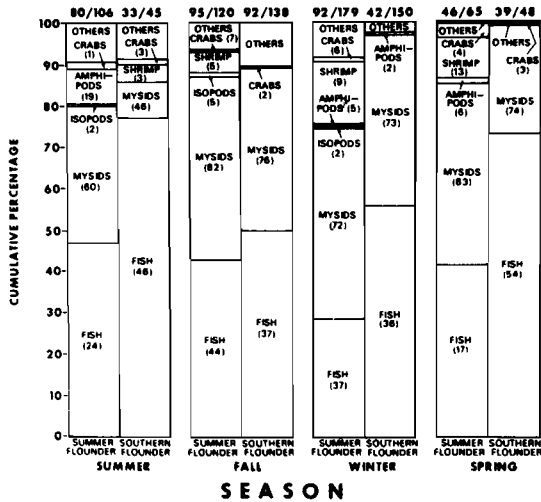 80/106 33/45 95/120 92/138 92/179 42/150 46/65 39/48
CUMULATIVE PERCENTAGE
100
90
80
70
60
50
40
30
20
10
0
OTHERS
CRABS
(1)
AMPHI-
PODS
(19)
ISOPODS
(2)
MYSIDS
(60)
FISH
(24)
OTHERS
CRABS
(3)
SHRIMP
(3)
MYSIDS
(46)
FISH
(46)
OTHERS
CRABS (7)
SHRIMP
(5)
ISOPODS
(5)
MYSIDS
(82)
FISH
(44)
OTHERS
CRABS
(2)
MYSIDS
(76)
FISH
(37)
OTHERS
CRABS
(6)
SHRIMP
(9)
AMPHI-
PODS (5)
ISOPODS
(2)
MYSIDS
(72)
FISH
(37)
OTHERS
AMPHI-
PODS
(2)
MYSIDS
(73)
FISH
(36)
OTHERS
CRABS
(4)
SHRIMP
(13)
AMPHI-
PODS
(6)
MYSIDS
(63)
FISH
(17)
OTHERS
CRABS
(3)
MYSIDS
(74)
FISH
(54)
SUMMER SOUTHERN SUMMER SOUTHERN SUMMER SOUTHERN SUMMER SOUTHERN
FLOUNDER FLOUNDER FLOUNDER FLOUNDER FLOUNDER FLOUNDER FLOUNDER FLOUNDER
SUMMER FALL WINTER SPRING
SEASON